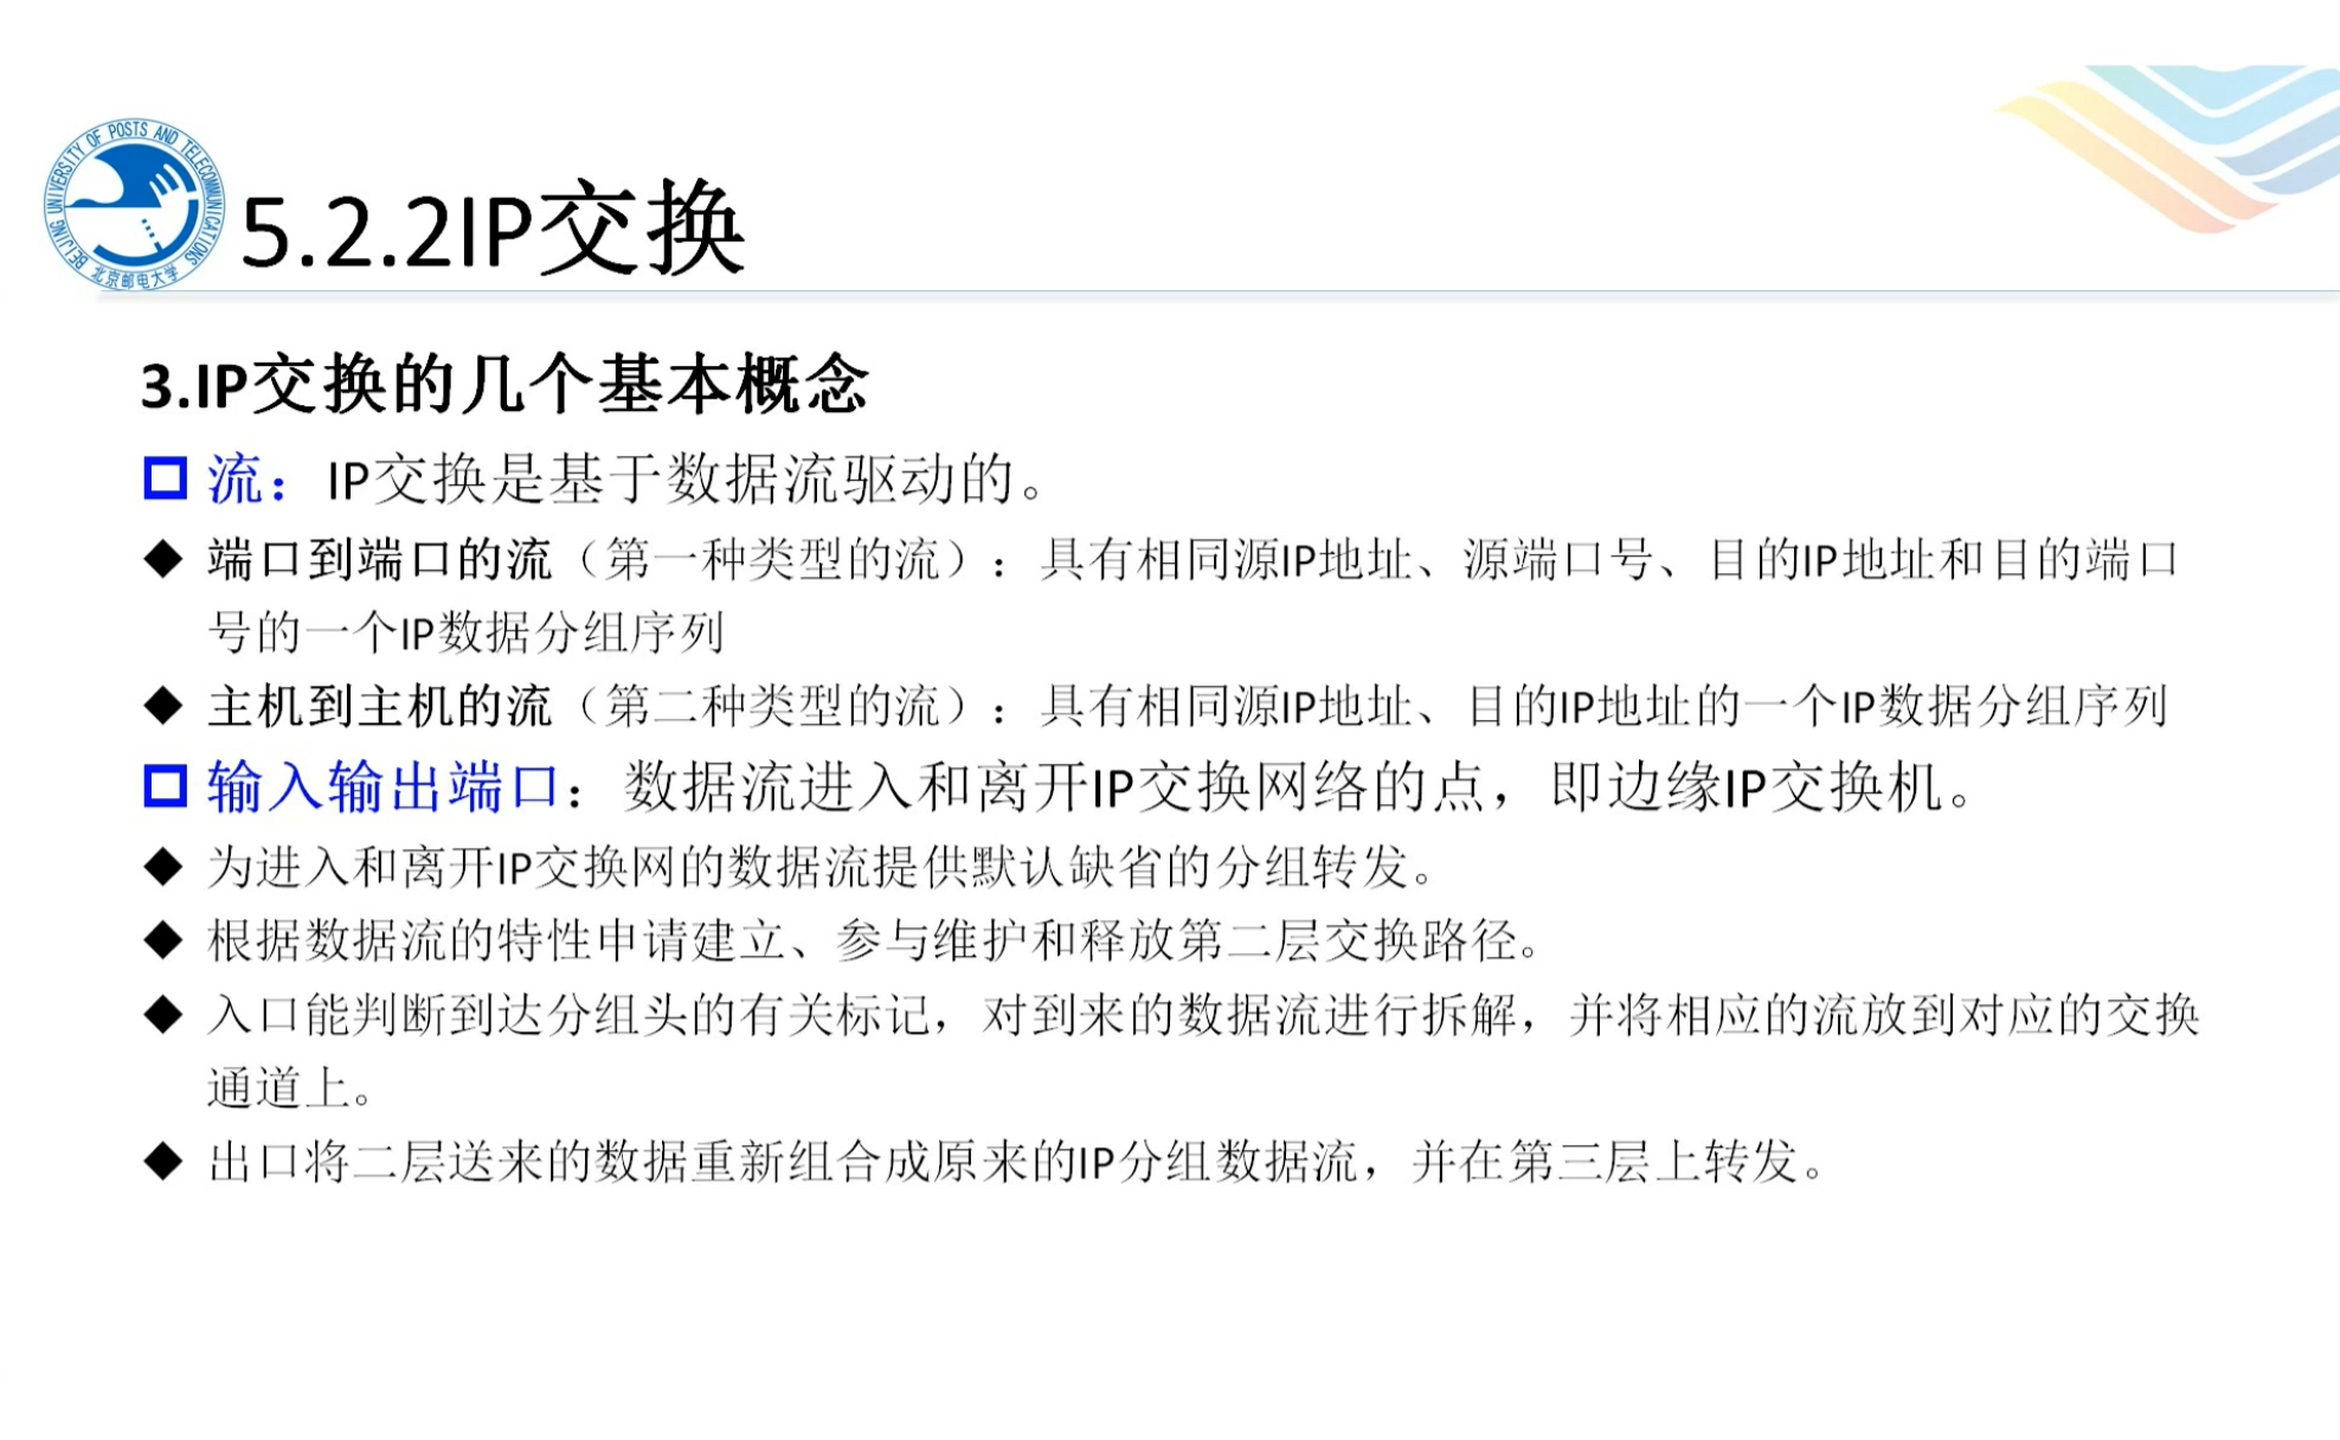 BEIJING UNIVERSITY OF POSTS AND TELECOMMUNICATIONS
北京邮电大学
5.2.2IP交换
3.IP交换的几个基本概念
流：IP交换是基于数据流驱动的。
端口到端口的流（第一种类型的流）：具有相同源IP地址、源端口号、目的IP地址和目的端口
号的一个IP数据分组序列
主机到主机的流（第二种类型的流）：具有相同源IP地址、目的IP地址的一个IP数据分组序列
输入输出端口：数据流进入和离开IP交换网络的点，即边缘IP交换机。
为进入和离开IP交换网的数据流提供默认缺省的分组转发。
根据数据流的特性申请建立、参与维护和释放第二层交换路径。
入口能判断到达分组头的有关标记，对到来的数据流进行拆解，并将相应的流放到对应的交换
通道上。
出口将二层送来的数据重新组合成原来的IP分组数据流，并在第三层上转发。